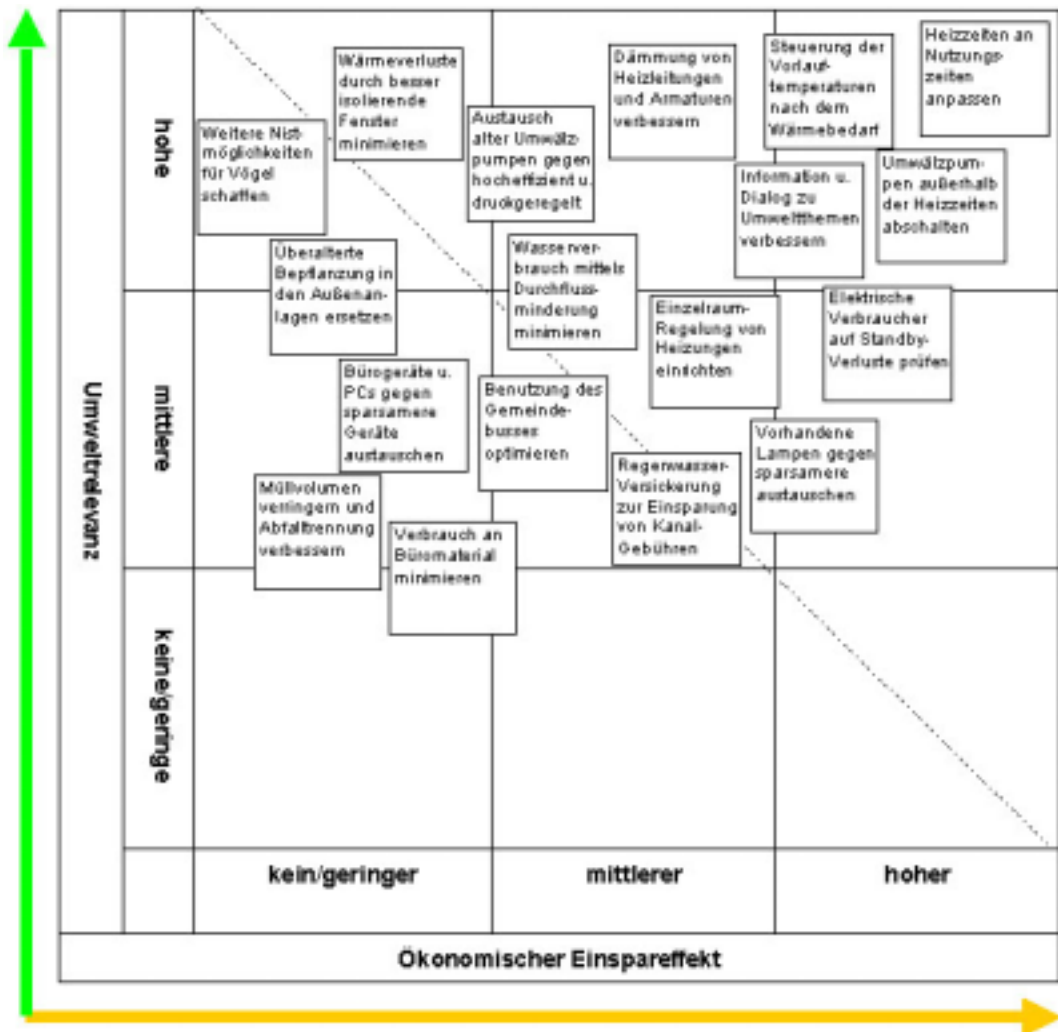 Umweltrelevanz
hohe
mittlere
keine/geringe
Wärmeverluste
durch besser
isolierende
Fenster
minimieren
Weitere Nist-
möglichkeiten
für Vögel
schaffen
Austausch
alter Umwälz-
pumpen gegen
hocheffizient u.
druckgeregelt
Dämmung von
Heizleitungen
und Armaturen
verbessern
Steuerung der
Vorlauf-
temperaturen
nach dem
Wärmebedarf
Heizzeiten an
Nutzungs-
zeiten
anpassen
Information u.
Dialog zu
Umweltthemen
verbessern
Umwälzpum-
pen außerhalb
der Heizzeiten
abschalten
Überalterte
Bepflanzung in
den Außenan-
lagen ersetzen
Wasserver-
brauch mittels
Durchfluss-
minderung
minimieren
Einzelraum-
Regelung von
Heizungen
einrichten
Elektrische
Verbraucher
auf Standby-
Verluste prüfen
Bürogeräte u.
PCs gegen
sparsamere
Geräte
austauschen
Benutzung des
Gemeinde-
busses
optimieren
Vorhandene
Lampen gegen
sparsamere
austauschen
Regenwasser-
Versickerung
zur Einsparung
von Kanal-
Gebühren
Müllvolumen
verringern und
Abfalltrennung
verbessern
Verbrauch an
Büromaterial
minimieren
kein/geringer
mittlerer
hoher
Ökonomischer Einspareffekt